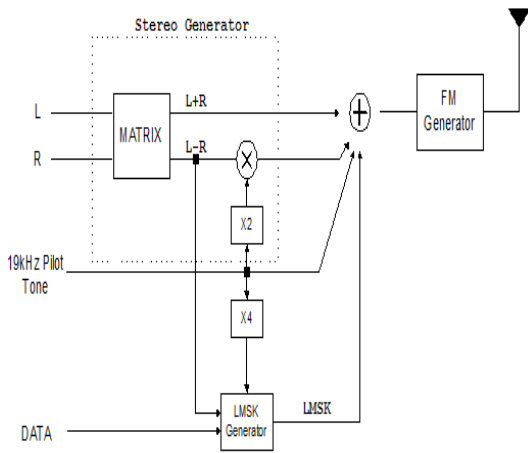 Stereo Generator
L
R
MATRIX
L+R
L-R
X2
19kHz Pilot
Tone
X4
DATA
LMSK
Generator
LMSK
FM
Generator